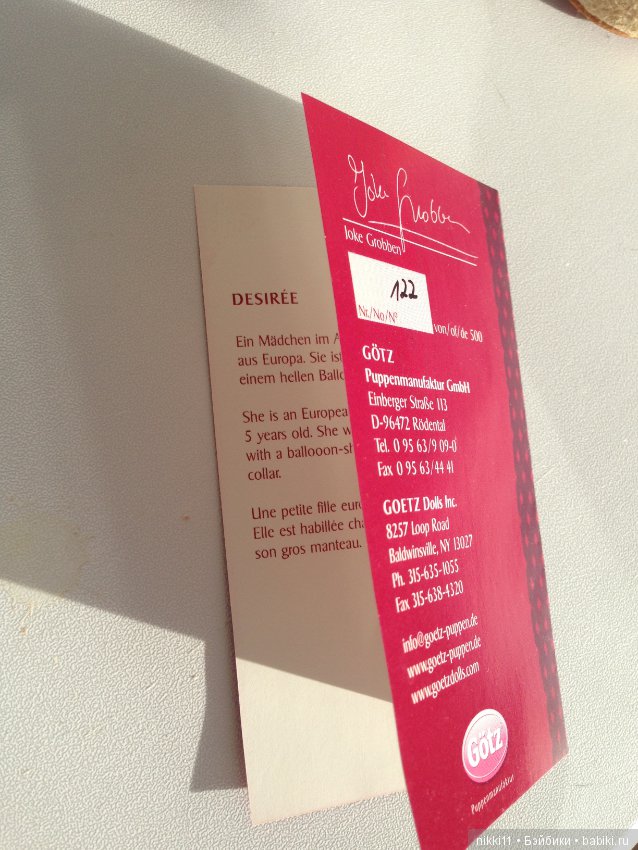 DESIRÉE
Ein Mädchen im
aus Europa. Sie ist
einem hellen
She is an European
5 years old. She
with a ballooon-
collar.
Une petite fille
Elle est habillée
son gros manteau.
Joke Grobben
Joke Grobben
122
Nr./No/N°
von/of/de 500
GÖTZ
Puppenmanufaktur GmbH
Einberger Straße 113
D-96472 Rödental
Tel. 0 95 63/9 09-0
Fax 0 95 63/44 41
GOETZ Dolls Inc.
8257 Loop Road
Baldwinsville, NY 13027
Ph. 315-635-1055
Fax 315-638-4320
info@goetz-puppen.de
www.goetz-puppen.de
www.goetzdolls.com
Götz
Puppenmanufaktur
nikki11 • Бэйбики • babiki.ru